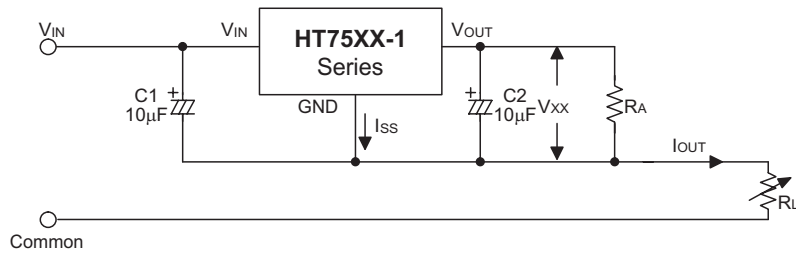 VIN
VIN
HT75XX-1
Series
VOUT
GND
ISS
C1
10μF
+
C2
10μF
+
VXX
RA
IOUT
RL
Common